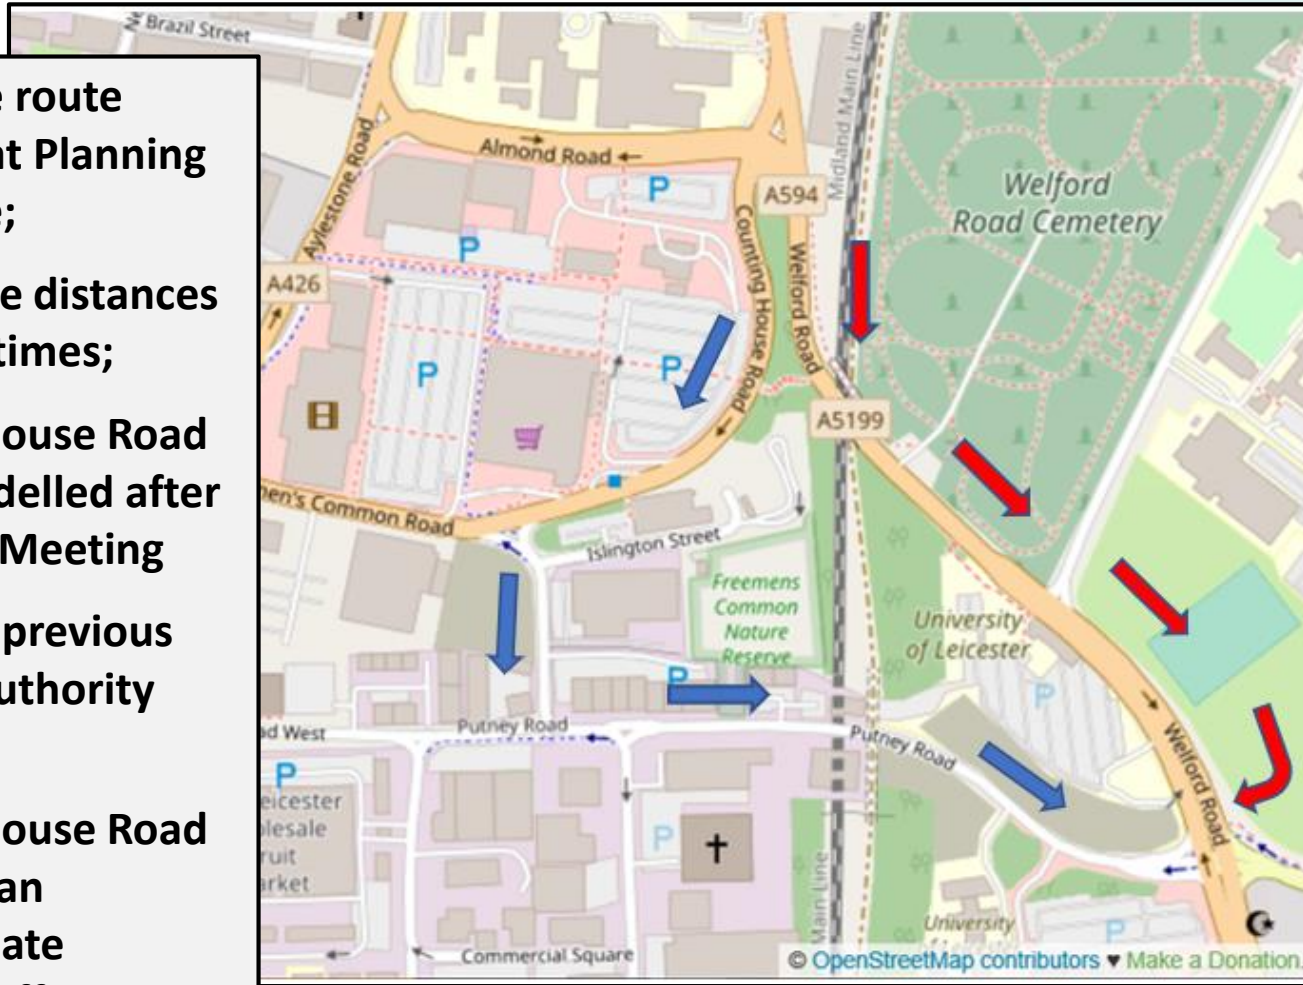 Brazil Street
e route
nt Planning
e;
e distances
times;
ouse Road
delled after
Meeting
previous
uthority
ouse Road
an
ate
Almond Road
Aylestone Road
A426
P
P
P
P
Counting House Road
A594
Welford Road
Midland Main Line
Welford
Road Cemetery
A5199
men's Common Road
Islington Street
Freemens
Common
Nature
Reserve
University
of Leicester
P
P
Putney Road
ad West
Putney Road
Welford Road
P
eicester
lesale
ruit
arket
P
Main Line
University
P
Commercial Square
© OpenStreetMap contributors ♥ Make a Donation.